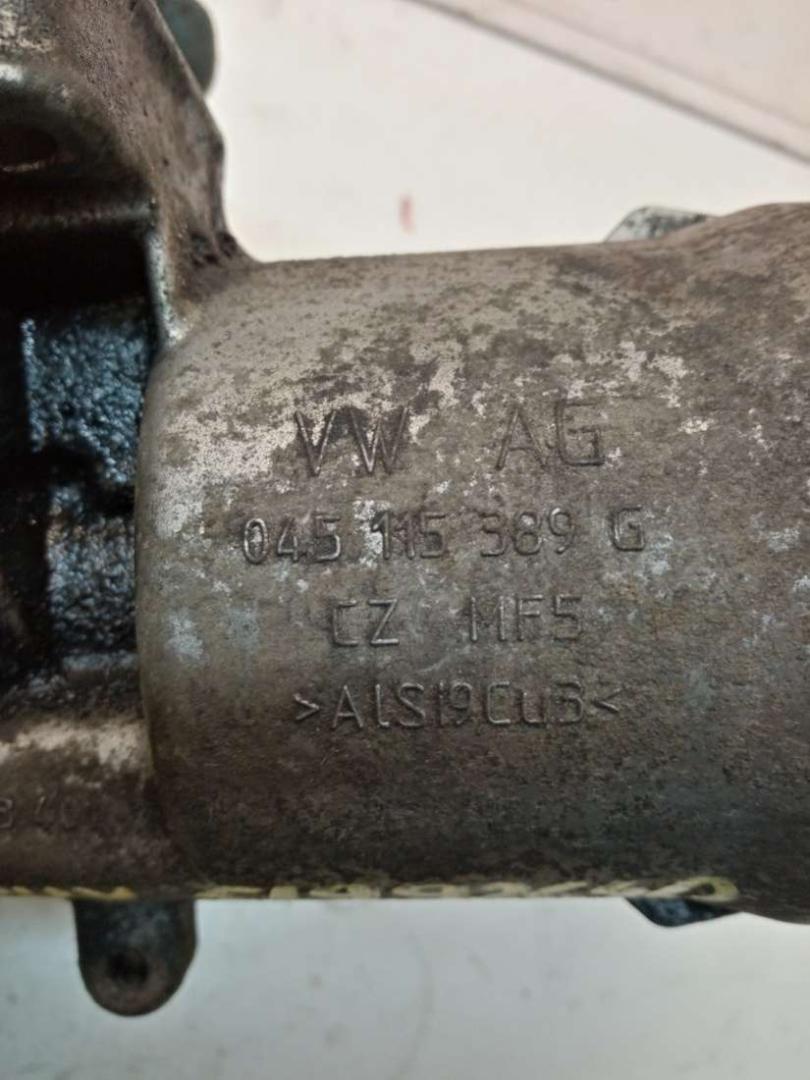 VW AG
045 115 389 G
CZ MF5
>AlSI9Cu3<